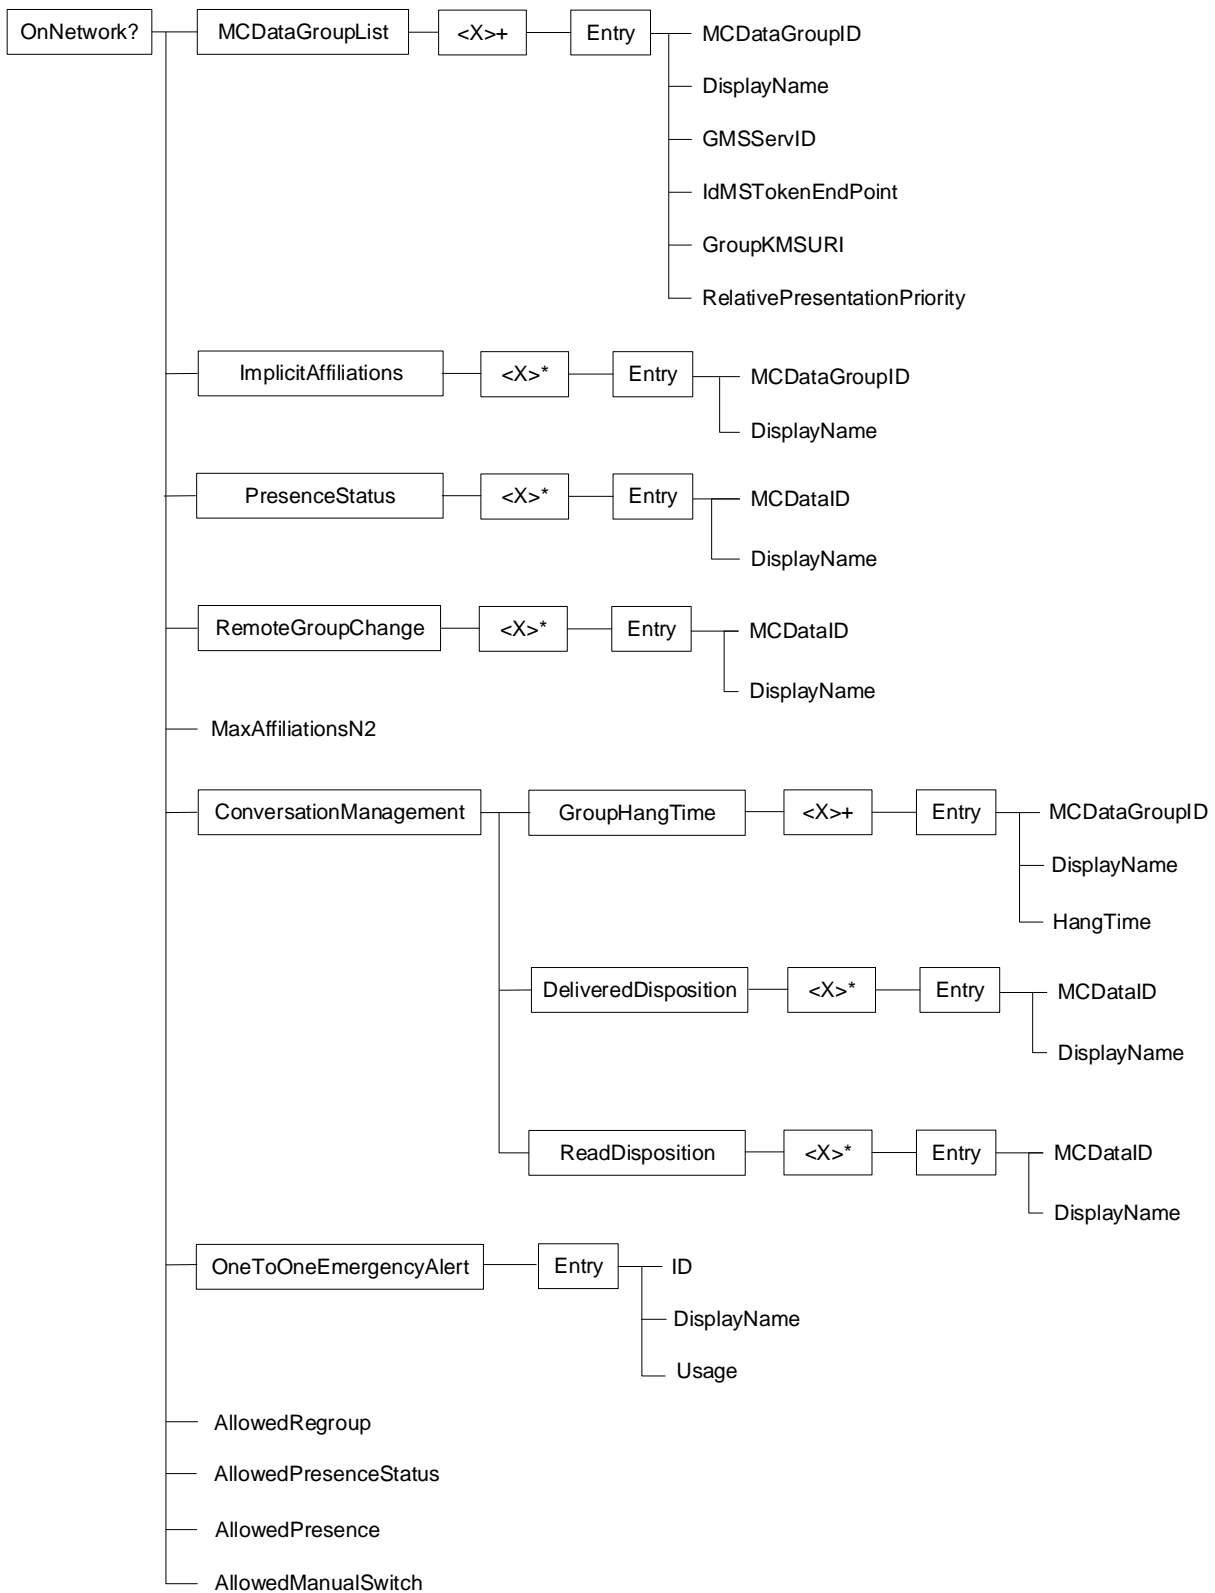 OnNetwork? MCDataGroupList <X>+ Entry MCDataGroupID
DisplayName
GMSServID
IdMSTokenEndPoint
GroupKMSURI
RelativePresentationPriority
ImplicitAffiliations <X>* Entry MCDataGroupID
DisplayName
PresenceStatus <X>* Entry MCDataID
DisplayName
RemoteGroupChange <X>* Entry MCDataID
DisplayName
MaxAffiliationsN2
ConversationManagement GroupHangTime <X>+ Entry MCDataGroupID
DisplayName
HangTime
DeliveredDisposition <X>* Entry MCDataID
DisplayName
ReadDisposition <X>* Entry MCDataID
DisplayName
OneToOneEmergencyAlert Entry ID
DisplayName
Usage
AllowedRegroup
AllowedPresenceStatus
AllowedPresence
AllowedManualSwitch